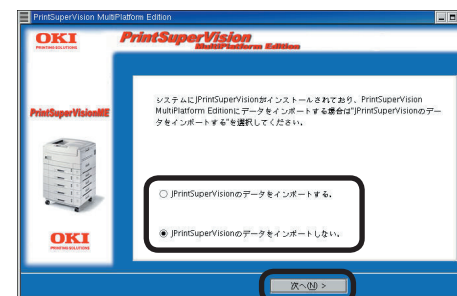 PrintSuperVision MultiPlatform Edition
OKI
PRINTING SOLUTIONS
PrintSuperVision
MultiPlatform Edition
システムにJPrintSuperVisionがインストールされており、PrintSuperVision
MultiPlatform Editionにデータをインポートする場合は"JPrintSuperVisionのデー
タをインポートする"を選択してください。
PrintSuperVisionME
JPrintSuperVisionのデータをインポートする。
JPrintSuperVisionのデータをインポートしない。
OKI
PRINTING SOLUTIONS
次へ(N) >